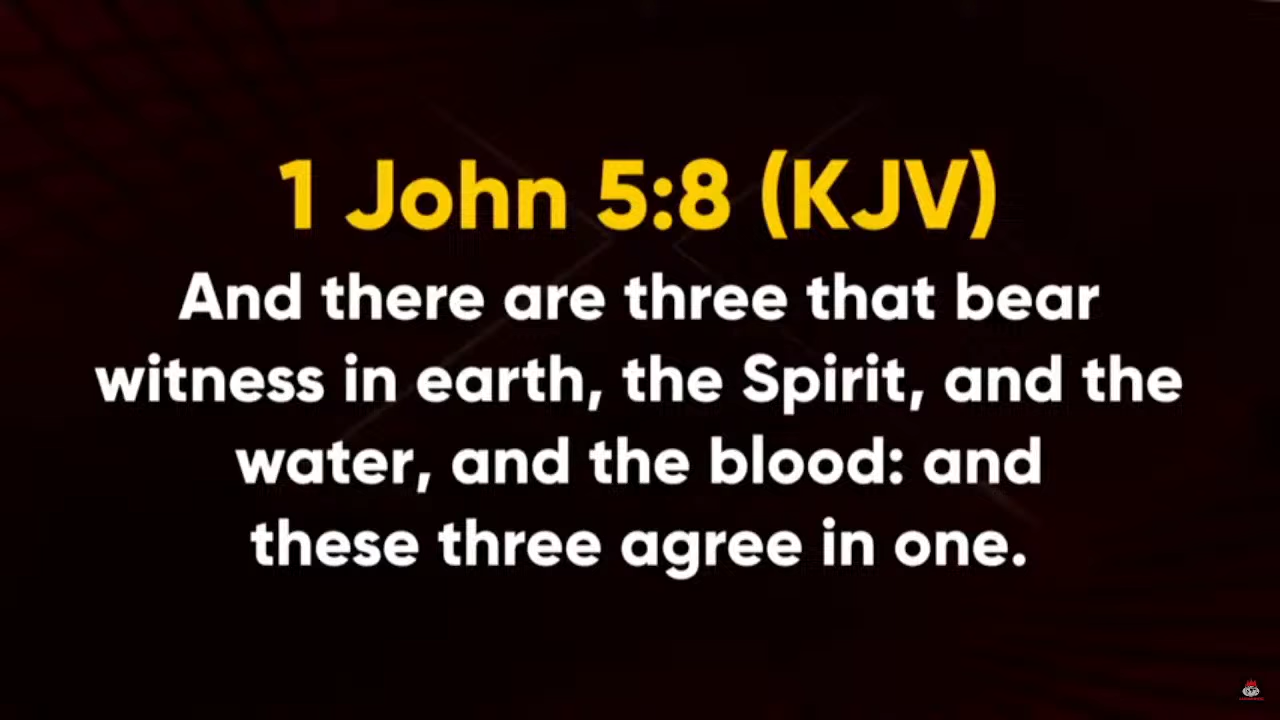 1 John 5:8 (KJV)
And there are three that bear
witness in earth, the Spirit, and the
water, and the blood: and
these three agree in one.